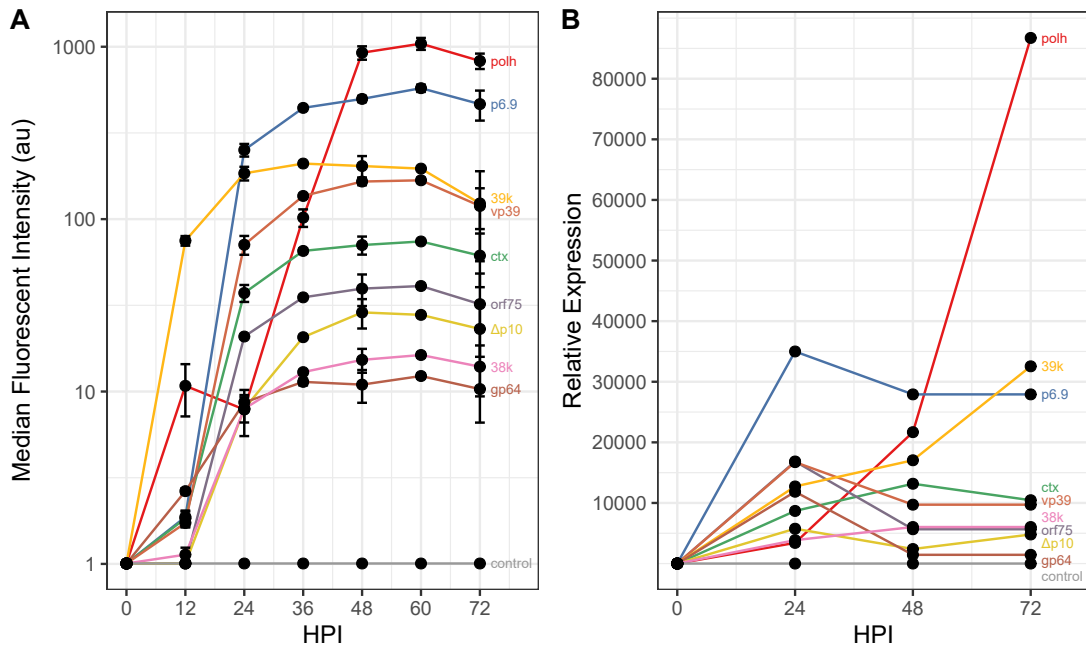 A
Median Fluorescent Intensity (au)
1000
100
10
1
0
12
24
36
48
60
72
HPI
polh
p6.9
39k
vp39
ctx
orf75
Δp10
38k
gp64
control
B
Relative Expression
80000
70000
60000
50000
40000
30000
20000
10000
0
0
24
48
72
HPI
polh
39k
p6.9
ctx
vp39
38k
orf75
Δp10
gp64
control